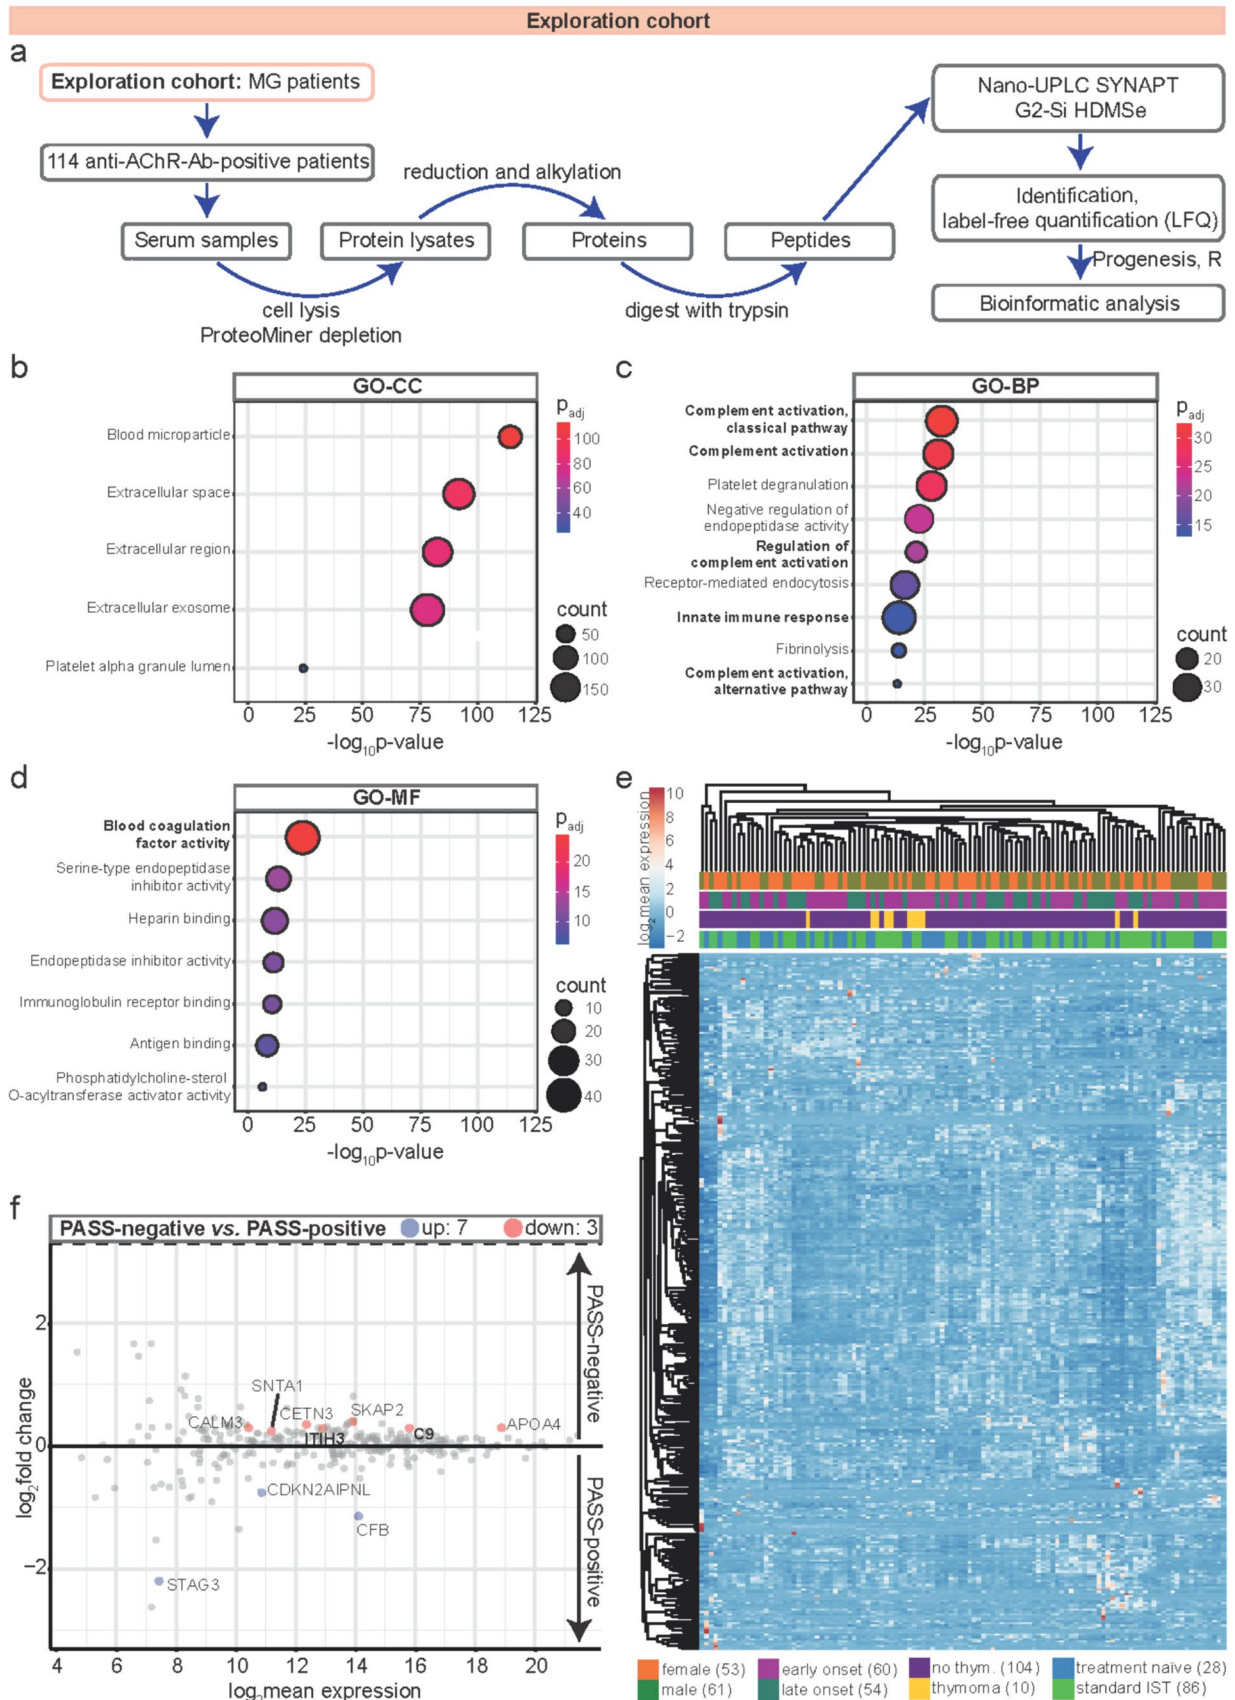 Exploration cohort
a
Exploration cohort: MG patients
114 anti-AChR-Ab-positive patients
Serum samples
cell lysis
ProteoMiner depletion
Protein lysates
reduction and alkylation
Proteins
digest with trypsin
Peptides
Nano-UPLC SYNAPT
G2-Si HDMSe
Identification,
label-free quantification (LFQ)
Progenesis, R
Bioinformatic analysis
b
GO-CC
Blood microparticle
Extracellular space
Extracellular region
Extracellular exosome
Platelet alpha granule lumen
0 25 50 75 100 125
-log10p-value
padj
100
80
60
40
count
50
100
150
c
GO-BP
Complement activation,
classical pathway
Complement activation
Platelet degranulation
Negative regulation of
endopeptidase activity
Regulation of
complement activation
Receptor-mediated endocytosis
Innate immune response
Fibrinolysis
Complement activation,
alternative pathway
0 25 50 75 100 125
-log10p-value
padj
30
25
20
15
count
20
30
d
GO-MF
Blood coagulation
factor activity
Serine-type endopeptidase
inhibitor activity
Heparin binding
Endopeptidase inhibitor activity
Immunoglobulin receptor binding
Antigen binding
Phosphatidylcholine-sterol
O-acyltransferase activator activity
0 25 50 75 100 125
-log10p-value
padj
20
15
10
count
10
20
30
40
e
log2mean expression
10
8
6
4
2
0
−2
female (53)
male (61)
early onset (60)
late onset (54)
no thym. (104)
thymoma (10)
treatment naïve (28)
standard IST (86)
f
PASS-negative vs. PASS-positive up: 7 down: 3
log2fold change
2
0
−2
SNTA1
CALM3
CETN3
SKAP2
ITIH3
C9
APOA4
CDKN2AIPNL
CFB
STAG3
PASS-negative
PASS-positive
4 6 8 10 12 14 16 18 20
log2mean expression